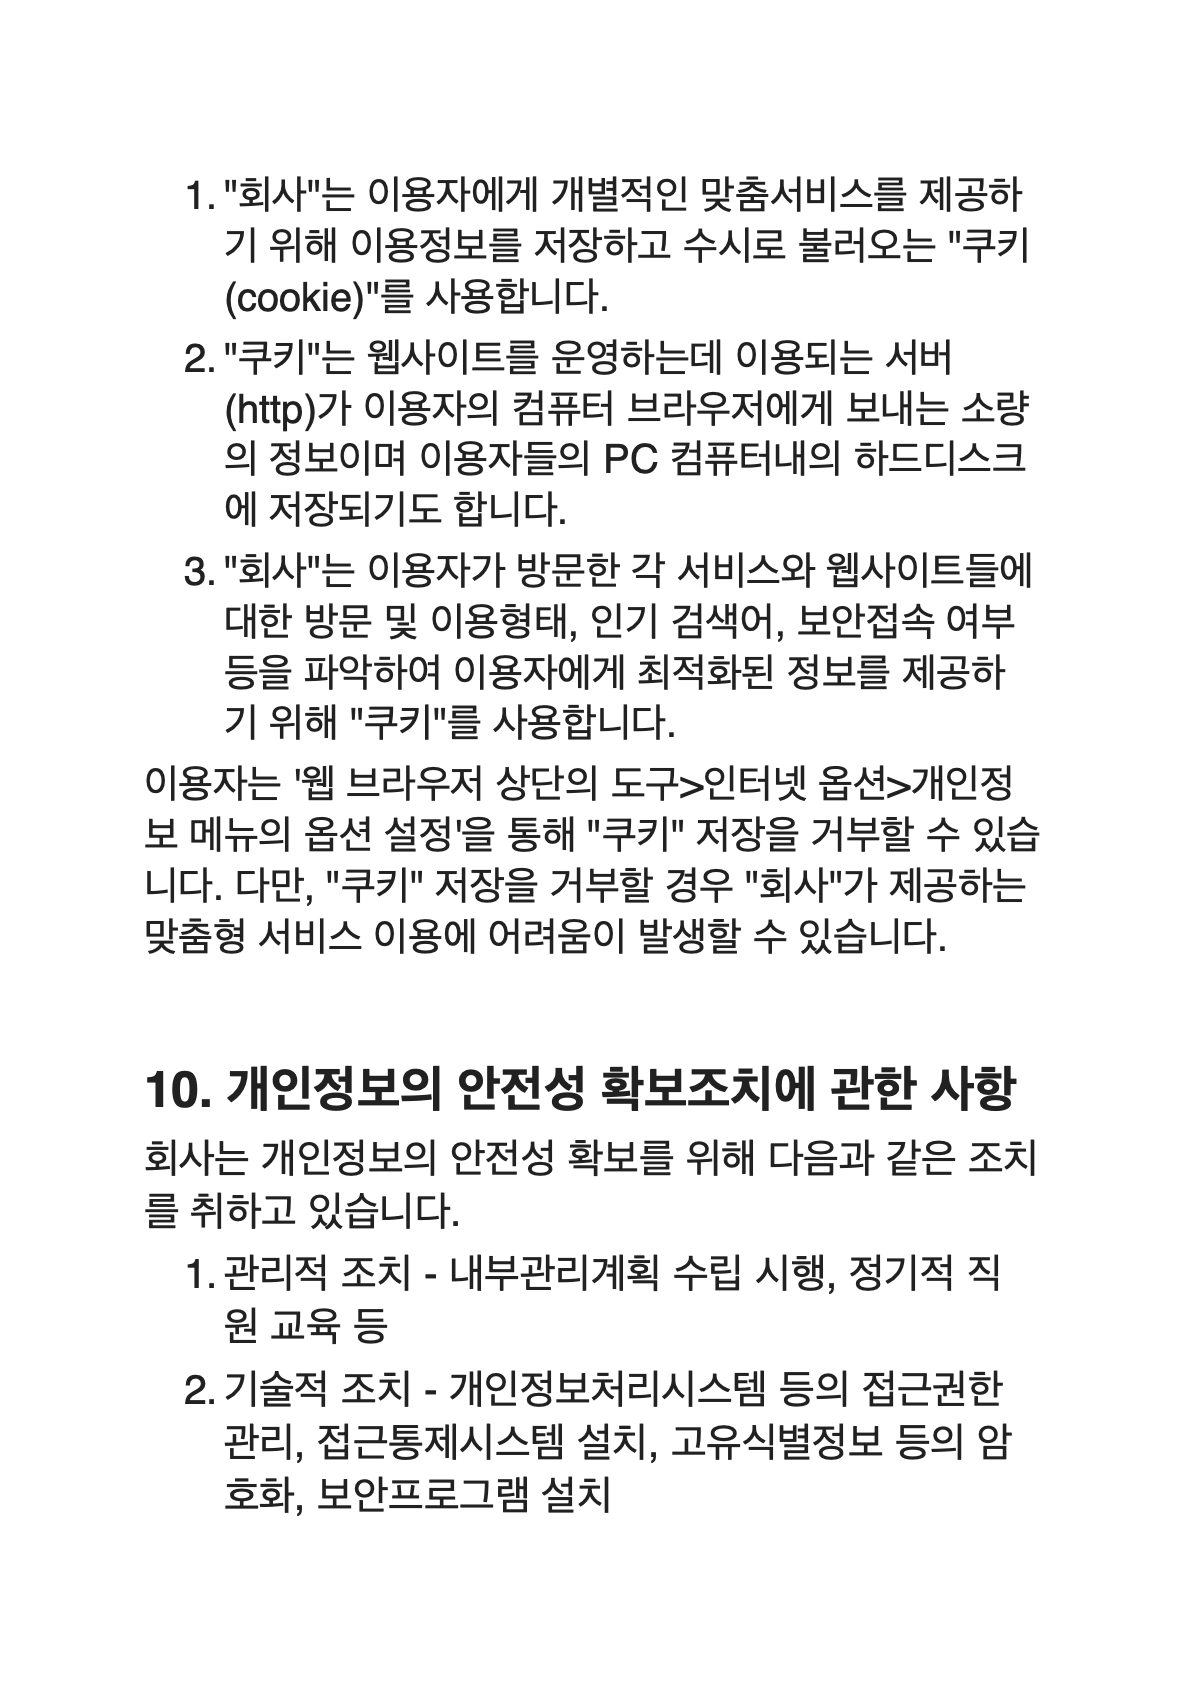 1. "회사"는 이용자에게 개별적인 맞춤서비스를 제공하
기 위해 이용정보를 저장하고 수시로 불러오는 "쿠키
(cookie)"를 사용합니다.
2. "쿠키"는 웹사이트를 운영하는데 이용되는 서버
(http)가 이용자의 컴퓨터 브라우저에게 보내는 소량
의 정보이며 이용자들의 PC 컴퓨터내의 하드디스크
에 저장되기도 합니다.
3. "회사"는 이용자가 방문한 각 서비스와 웹사이트들에
대한 방문 및 이용형태, 인기 검색어, 보안접속 여부
등을 파악하여 이용자에게 최적화된 정보를 제공하
기 위해 "쿠키"를 사용합니다.
이용자는 '웹 브라우저 상단의 도구>인터넷 옵션>개인정
보 메뉴의 옵션 설정'을 통해 "쿠키" 저장을 거부할 수 있습
니다. 다만, "쿠키" 저장을 거부할 경우 "회사"가 제공하는
맞춤형 서비스 이용에 어려움이 발생할 수 있습니다.
10. 개인정보의 안전성 확보조치에 관한 사항
회사는 개인정보의 안전성 확보를 위해 다음과 같은 조치
를 취하고 있습니다.
1. 관리적 조치 - 내부관리계획 수립 시행, 정기적 직
원 교육 등
2. 기술적 조치 - 개인정보처리시스템 등의 접근권한
관리, 접근통제시스템 설치, 고유식별정보 등의 암
호화, 보안프로그램 설치